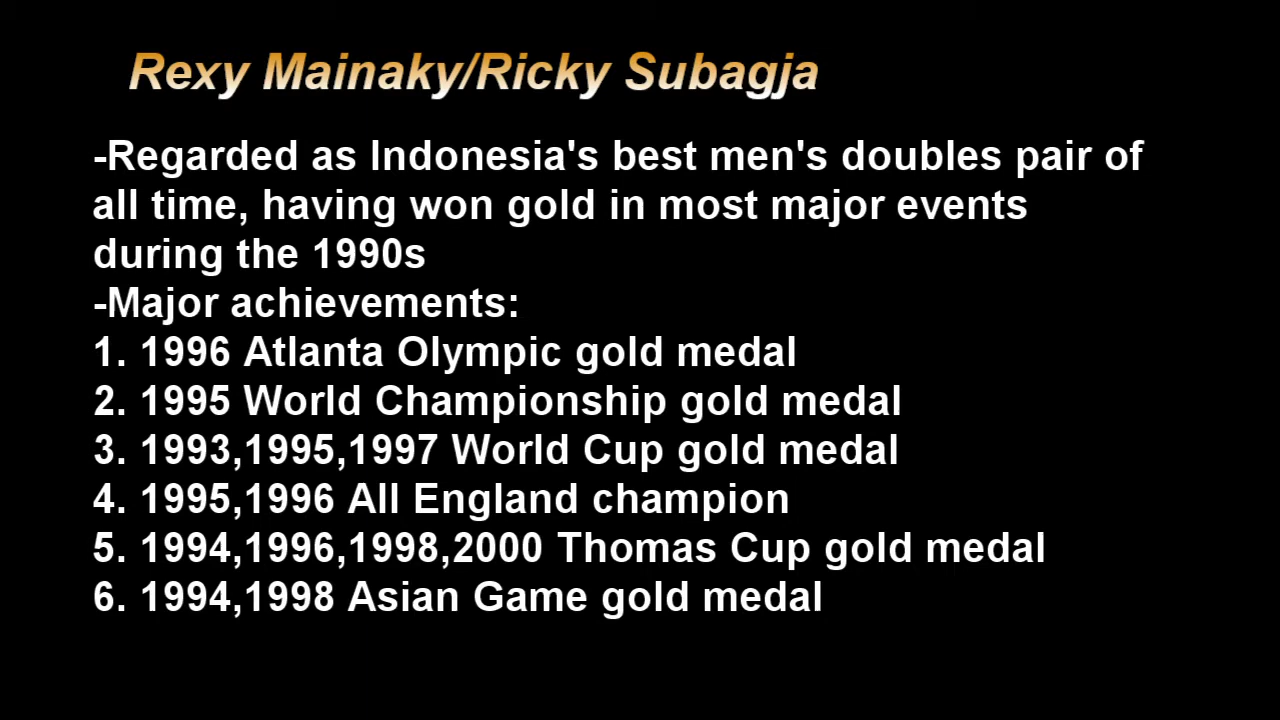 Rexy Mainaky/Ricky Subagja
-Regarded as Indonesia's best men's doubles pair of
all time, having won gold in most major events
during the 1990s
-Major achievements:
1. 1996 Atlanta Olympic gold medal
2. 1995 World Championship gold medal
3. 1993,1995,1997 World Cup gold medal
4. 1995,1996 All England champion
5. 1994,1996,1998,2000 Thomas Cup gold medal
6. 1994,1998 Asian Game gold medal